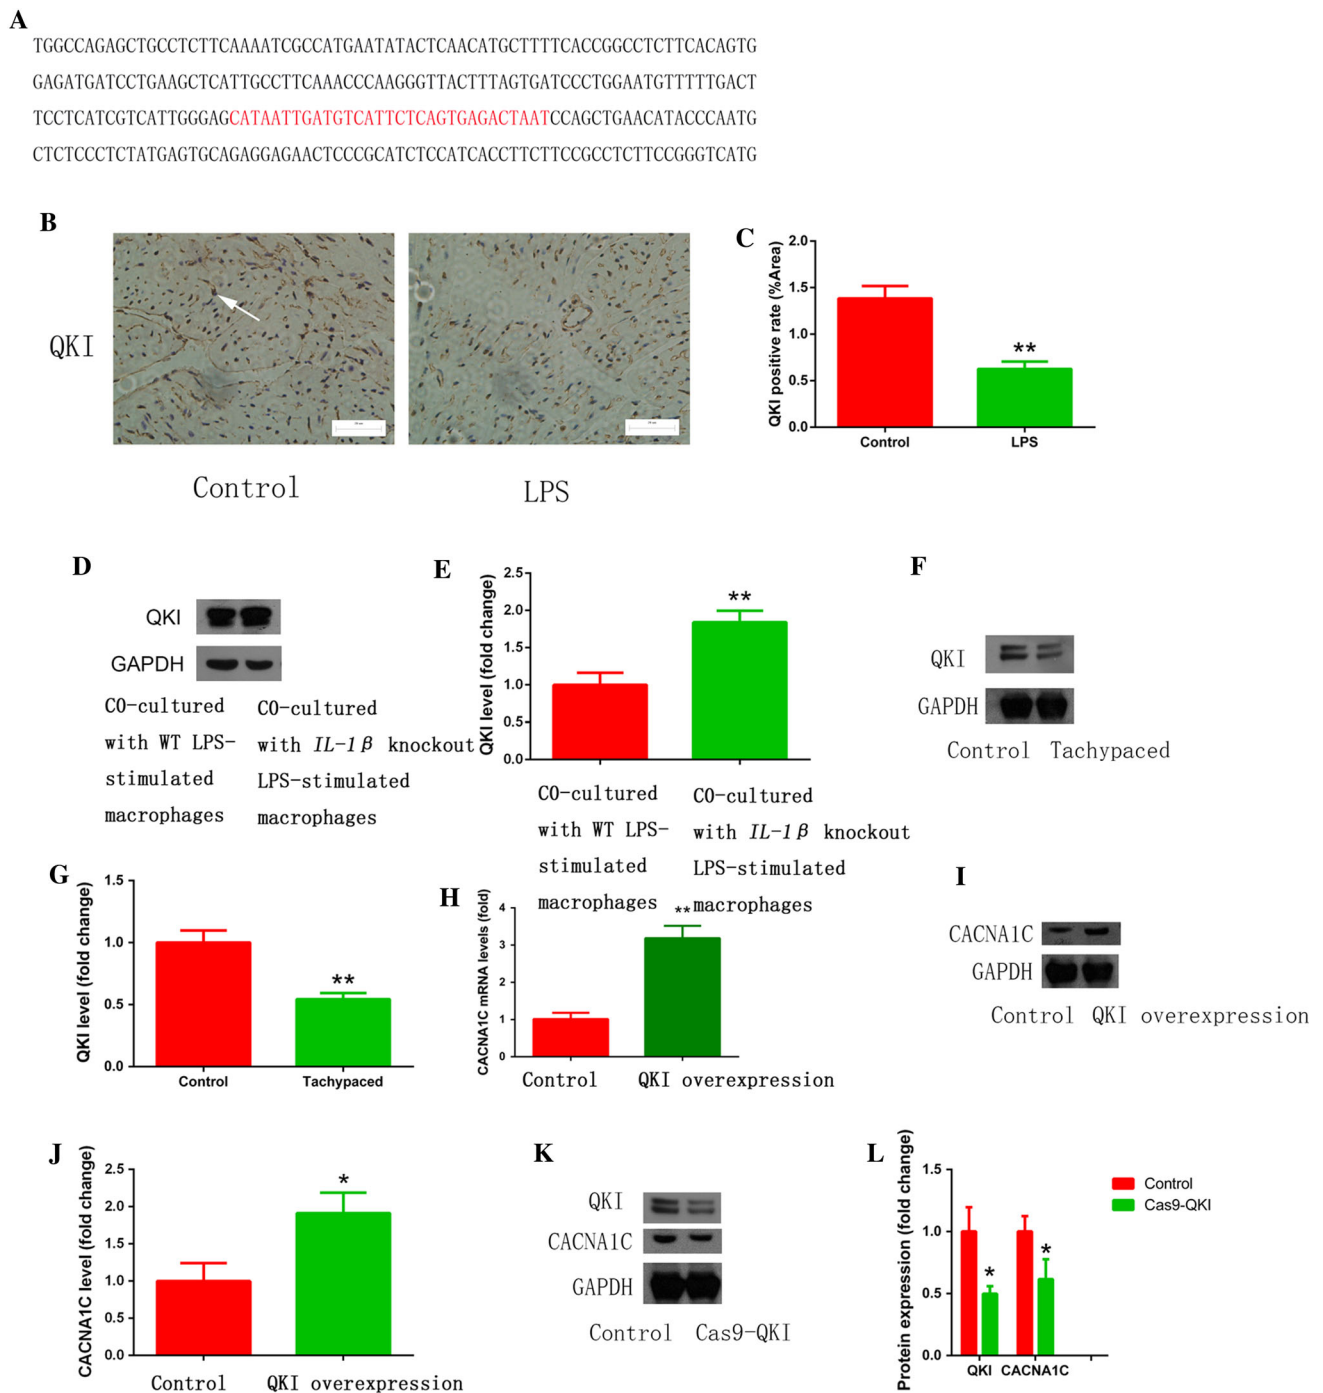 A
TGGCCAGAGCTGCCTCTTCAAAATCGCCATGAATATACTCAACATGCTTTTCACCGGCCTCTTCACAGTG
GAGATGATCCTGAAGCTCATTGCCTTCAAACCCAAGGGTTACTTTAGTGATCCCTGGAATGTTTTTGACT
TCCTCATCGTCATTGGGAGCATAATTGATGTCATTCTCAGTGAGACTAATCCAGCTGAACATACCCAATG
CTCTCCCTCTATGAGTGCAGAGGAGAACTCCCGCATCTCCATCACCTTCTTCCGCCTCTTCCGGGTCATG
B
QKI
Control
LPS
C
QKI positive rate (%Area)
2.0
1.5
1.0
0.5
0.0
**
Control
LPS
D
QKI
GAPDH
CO-cultured
with WT LPS-
stimulated
macrophages
CO-cultured
with IL-1β knockout
LPS-stimulated
macrophages
E
QKI level (fold change)
2.5
2.0
1.5
1.0
0.5
0.0
**
CO-cultured
with WT LPS-
stimulated
macrophages
CO-cultured
with IL-1β knockout
LPS-stimulated
macrophages
F
QKI
GAPDH
Control Tachypaced
G
QKI level (fold change)
1.5
1.0
0.5
0.0
**
Control
Tachypaced
H
CACNA1C mRNA levels (fold)
4
3
2
1
0
**
Control
QKI overexpression
I
CACNA1C
GAPDH
Control QKI overexpression
J
CACNA1C level (fold change)
2.5
2.0
1.5
1.0
0.5
0.0
*
Control
QKI overexpression
K
QKI
CACNA1C
GAPDH
Control Cas9-QKI
L
Protein expression (fold change)
1.5
1.0
0.5
0.0
*
*
QKI CACNA1C
Control
Cas9-QKI